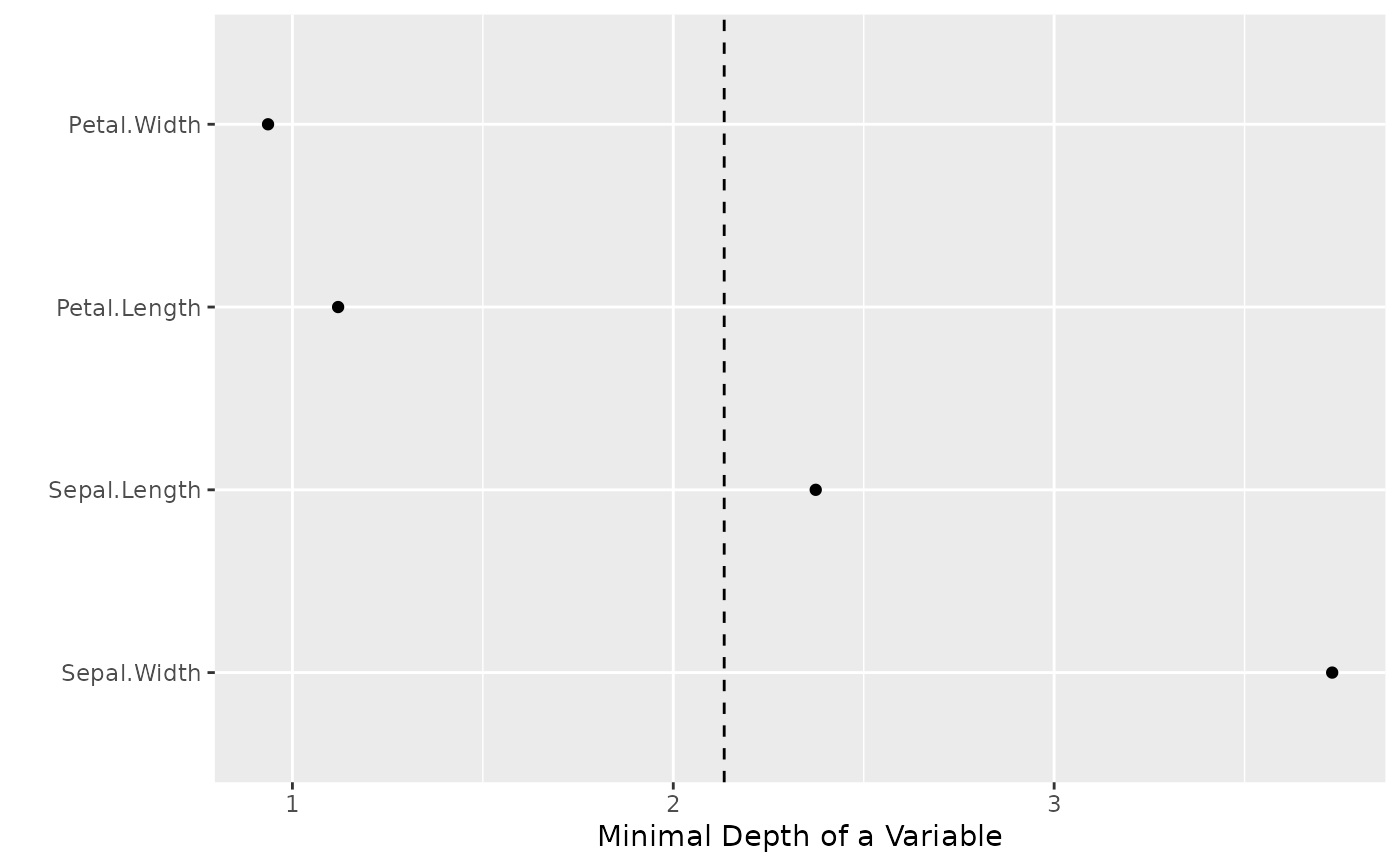 Petal.Width
Petal.Length
Sepal.Length
Sepal.Width
1 2 3
Minimal Depth of a Variable